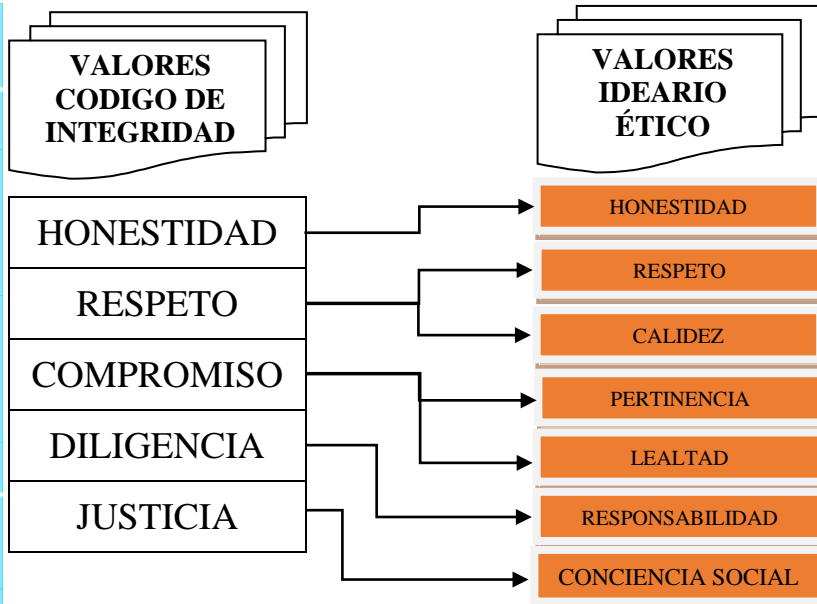 VALORES
CODIGO DE
INTEGRIDAD
HONESTIDAD
RESPETO
COMPROMISO
DILIGENCIA
JUSTICIA
VALORES
IDEARIO
ÉTICO
HONESTIDAD
RESPETO
CALIDEZ
PERTINENCIA
LEALTAD
RESPONSABILIDAD
CONCIENCIA SOCIAL